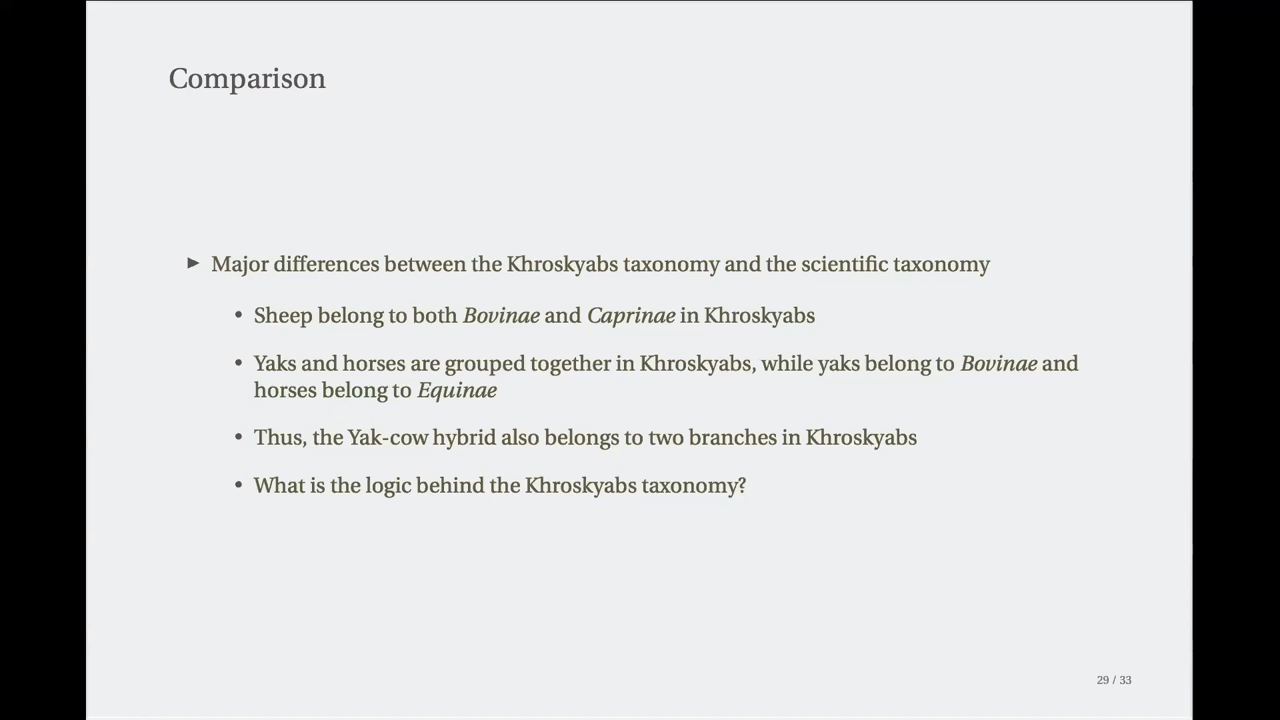 Comparison
► Major differences between the Khroskyabs taxonomy and the scientific taxonomy
• Sheep belong to both Bovinae and Caprinae in Khroskyabs
• Yaks and horses are grouped together in Khroskyabs, while yaks belong to Bovinae and
horses belong to Equinae
• Thus, the Yak-cow hybrid also belongs to two branches in Khroskyabs
• What is the logic behind the Khroskyabs taxonomy?
29 / 33